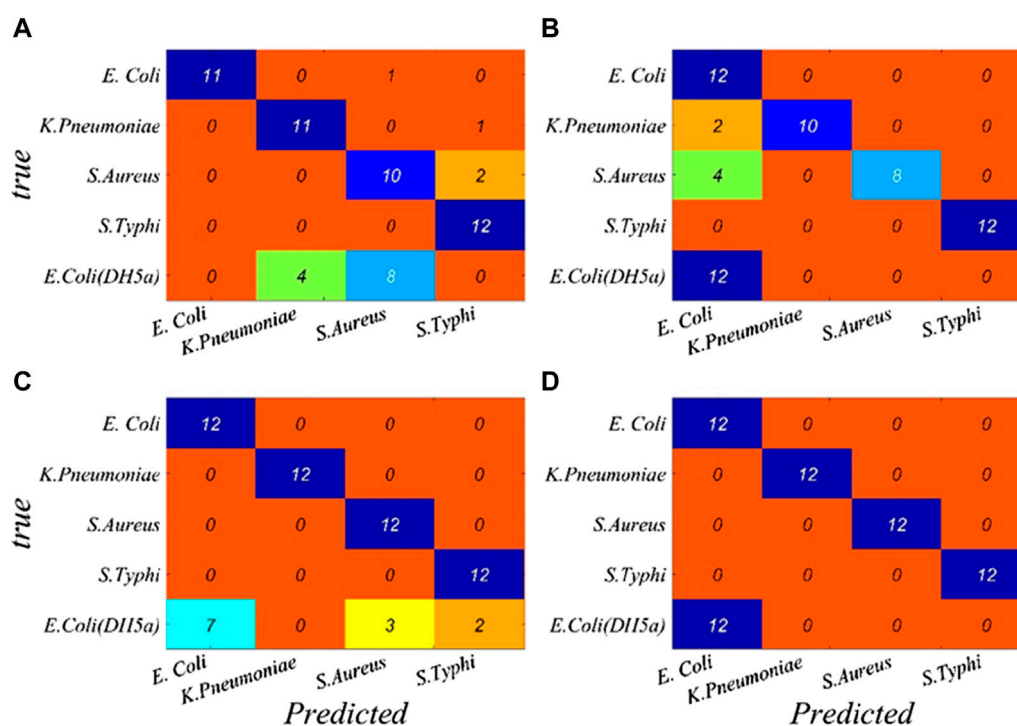 A
E. Coli 11 0 1 0
K.Pneumoniae 0 11 0 1
true
S.Aureus 0 0 10 2
S.Typhi 0 0 0 12
E.Coli(DH5a) 0 4 8 0
E. Coli K.Pneumoniae S.Aureus S.Typhi
B
E. Coli 12 0 0 0
K.Pneumoniae 2 10 0 0
S.Aureus 4 0 8 0
S.Typhi 0 0 0 12
E.Coli(DH5a) 12 0 0 0
E. Coli K.Pneumoniae S.Aureus S.Typhi
C
E. Coli 12 0 0 0
K.Pneumoniae 0 12 0 0
true
S.Aureus 0 0 12 0
S.Typhi 0 0 0 12
E.Coli(DH5a) 7 0 3 2
E. Coli K.Pneumoniae S.Aureus S.Typhi
Predicted
D
E. Coli 12 0 0 0
K.Pneumoniae 0 12 0 0
S.Aureus 0 0 12 0
S.Typhi 0 0 0 12
E.Coli(DH5a) 12 0 0 0
E. Coli K.Pneumoniae S.Aureus S.Typhi
Predicted